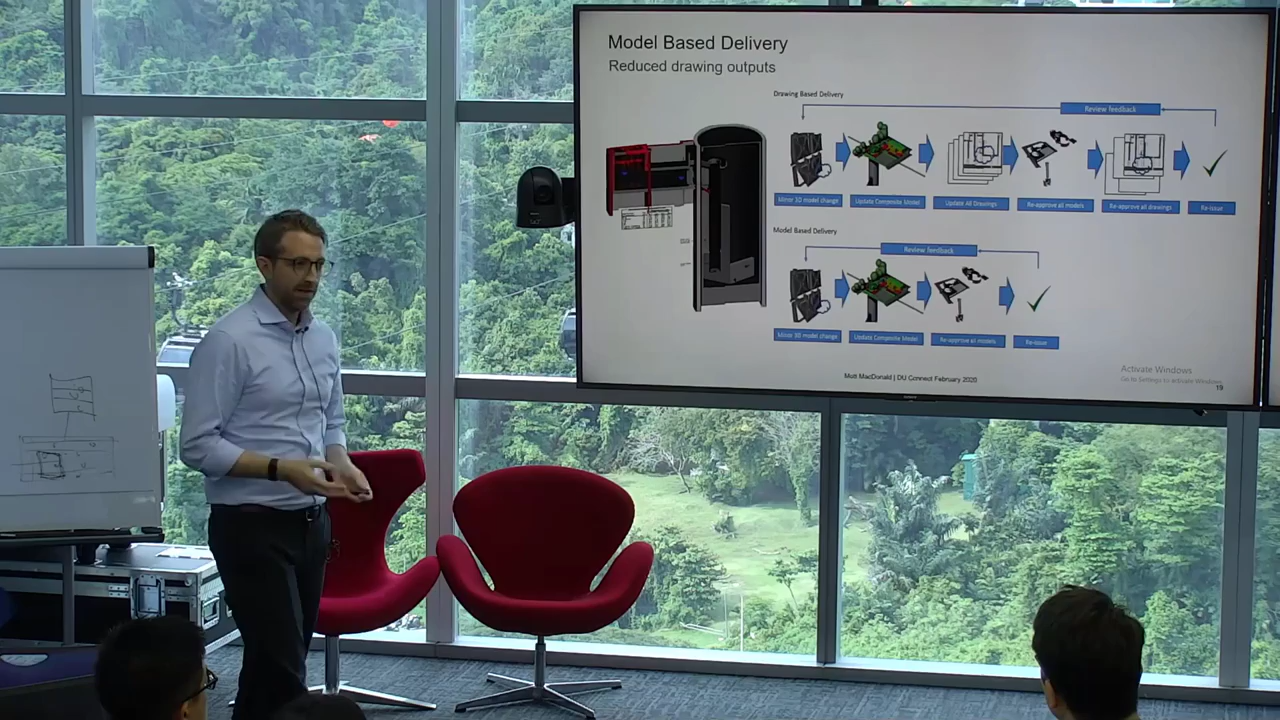 Model Based Delivery
Reduced drawing outputs
Drawing Based Delivery
Review feedback
Minor 3D model change
Update Composite Model
Update All Drawings
Re-approve all models
Re-approve all drawings
Re-issue
Model Based Delivery
Review feedback
Minor 3D model change
Update Composite Model
Re-approve all models
Re-issue
Mott MacDonald | DU Connect February 2020
Activate Windows
Go to Settings to activate Windows.
19